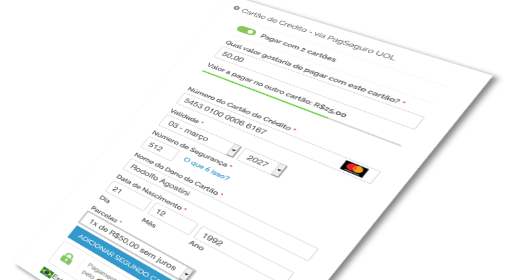 Cartão de Crédito - via PagSeguro UOL
Pagar com 2 cartões
Qual valor gostaria de pagar com este cartão? *
50,00
Valor a pagar no outro cartão: R$25,00
Número do Cartão de Crédito *
5453 0100 0006 6167
Validade *
03 - março 2027
Número de Segurança *
512 O que é isso?
Nome do Dono do Cartão *
Rodolfo Agostini
Data de Nascimento *
21 12 1992
Dia Mês Ano
Parcelas *
1x de R$50,00 sem juros
ADICIONAR SEGUNDO
Pagamento
pelo